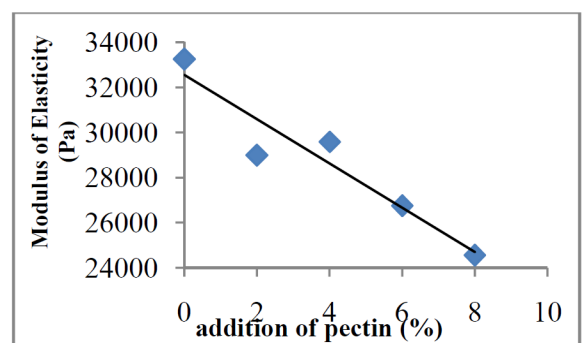 Modulus of Elasticity
(Pa)
34000
32000
30000
28000
26000
24000
0 2 4 6 8 10
addition of pectin (%)